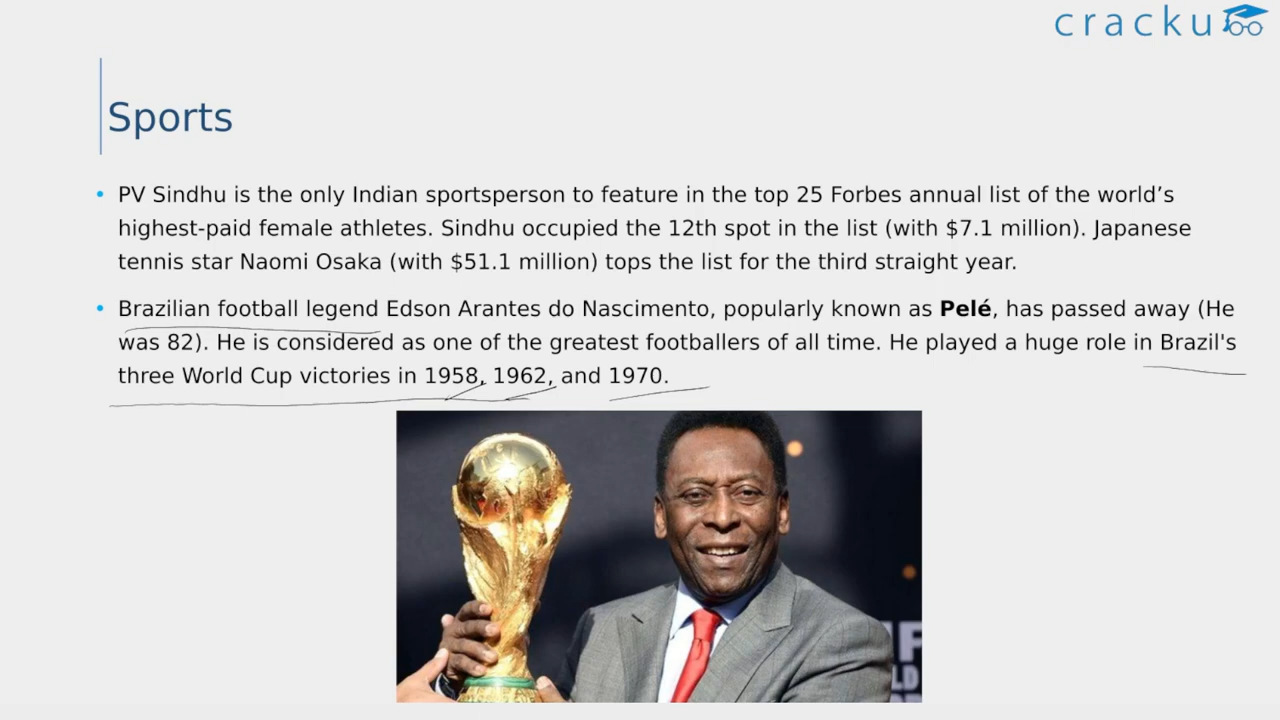 cracku
Sports
• PV Sindhu is the only Indian sportsperson to feature in the top 25 Forbes annual list of the world’s
highest-paid female athletes. Sindhu occupied the 12th spot in the list (with $7.1 million). Japanese
tennis star Naomi Osaka (with $51.1 million) tops the list for the third straight year.
• Brazilian football legend Edson Arantes do Nascimento, popularly known as Pelé, has passed away (He
was 82). He is considered as one of the greatest footballers of all time. He played a huge role in Brazil's
three World Cup victories in 1958, 1962, and 1970.